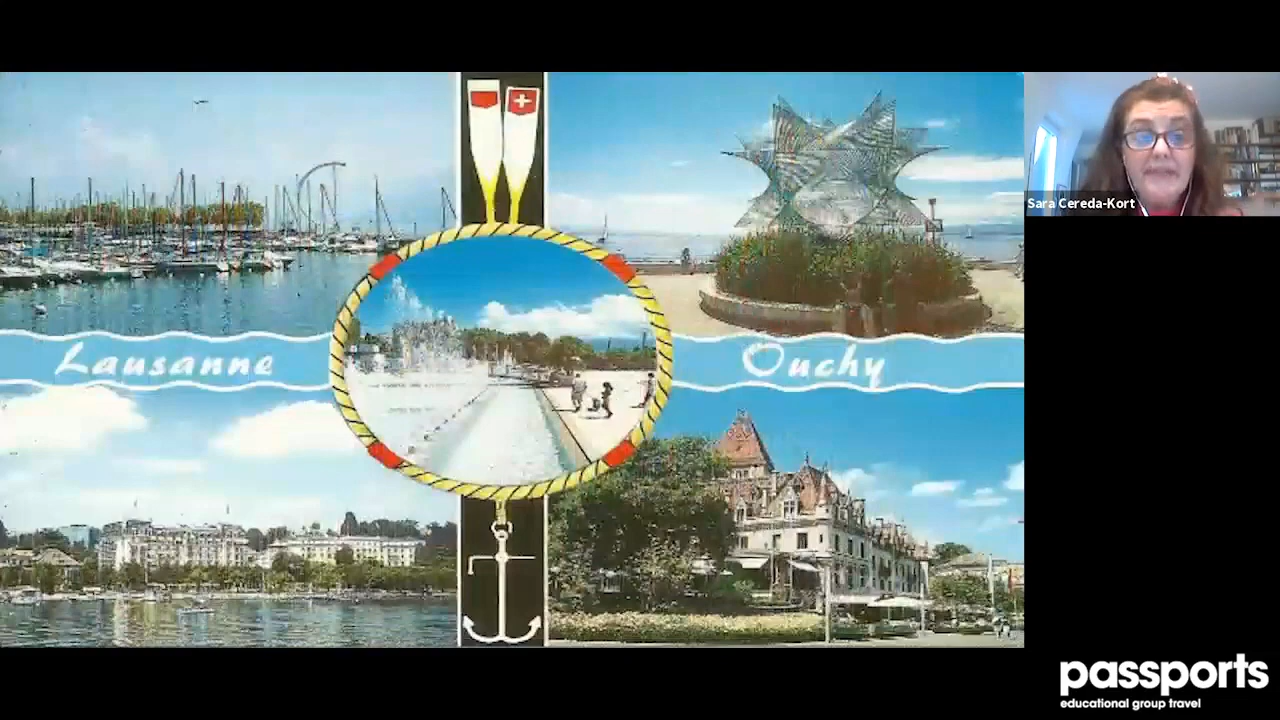 Lausanne
Ouchy
Sara Cereda-Kort
passports
educational group travel